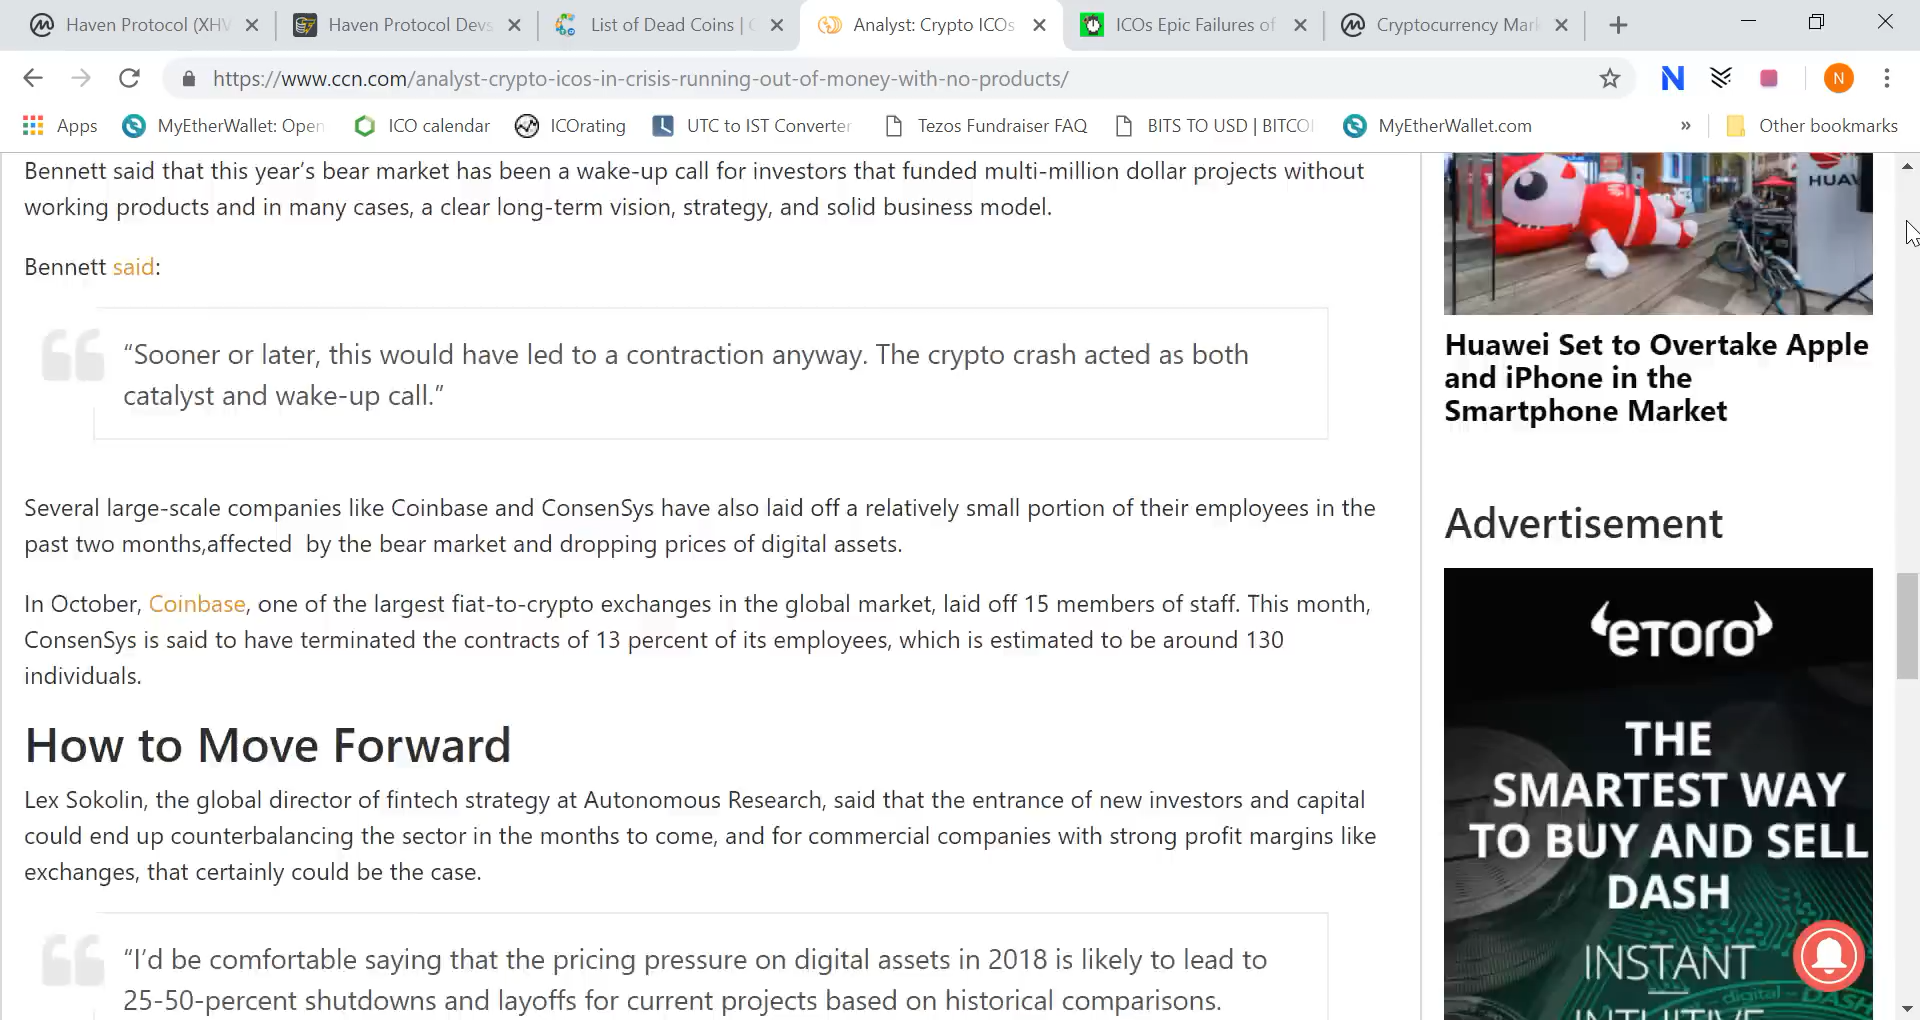 Haven Protocol (XHV
Haven Protocol Devs
List of Dead Coins |
Analyst: Crypto ICOs
ICOs Epic Failures of
Cryptocurrency Mark
https://www.ccn.com/analyst-crypto-icos-in-crisis-running-out-of-money-with-no-products/
N
N
Apps
MyEtherWallet: Open
ICO calendar
ICOrating
UTC to IST Converter
Tezos Fundraiser FAQ
BITS TO USD | BITCO
MyEtherWallet.com
»
Other bookmarks
Bennett said that this year’s bear market has been a wake-up call for investors that funded multi-million dollar projects without
working products and in many cases, a clear long-term vision, strategy, and solid business model.
Bennett said:
“Sooner or later, this would have led to a contraction anyway. The crypto crash acted as both
catalyst and wake-up call.”
Several large-scale companies like Coinbase and ConsenSys have also laid off a relatively small portion of their employees in the
past two months,affected  by the bear market and dropping prices of digital assets.
In October, Coinbase, one of the largest fiat-to-crypto exchanges in the global market, laid off 15 members of staff. This month,
ConsenSys is said to have terminated the contracts of 13 percent of its employees, which is estimated to be around 130
individuals.
How to Move Forward
Lex Sokolin, the global director of fintech strategy at Autonomous Research, said that the entrance of new investors and capital
could end up counterbalancing the sector in the months to come, and for commercial companies with strong profit margins like
exchanges, that certainly could be the case.
“I’d be comfortable saying that the pricing pressure on digital assets in 2018 is likely to lead to
25-50-percent shutdowns and layoffs for current projects based on historical comparisons.
HUAW
Huawei Set to Overtake Apple
and iPhone in the
Smartphone Market
Advertisement
eToro
THE
SMARTEST WAY
TO BUY AND SELL
DASH
INSTANT
INTUITIVE
digital
DASH